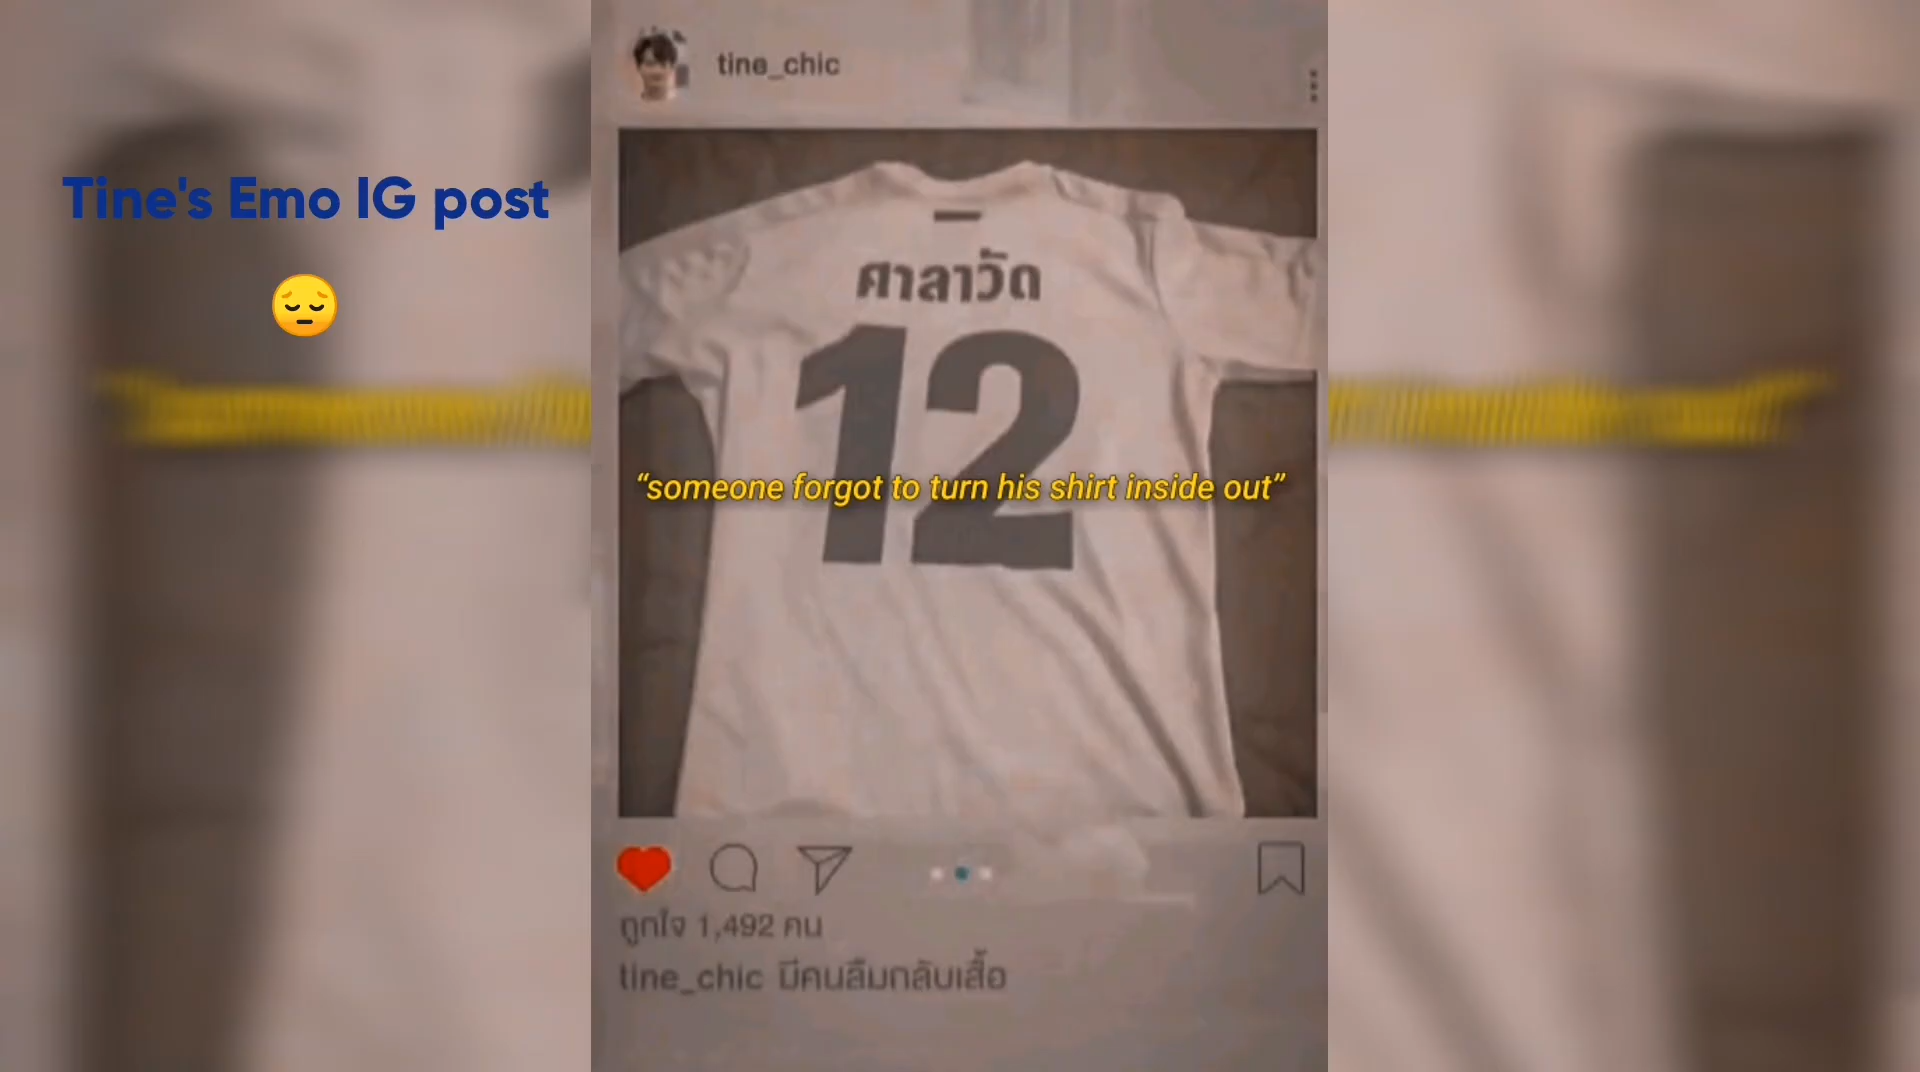 tine_chic
Tine's Emo IG post
😔
ศาลาวัด
12
“someone forgot to turn his shirt inside out”
ถูกใจ 1,492 คน
tine_chic มีคนลืมกลับเสื้อ